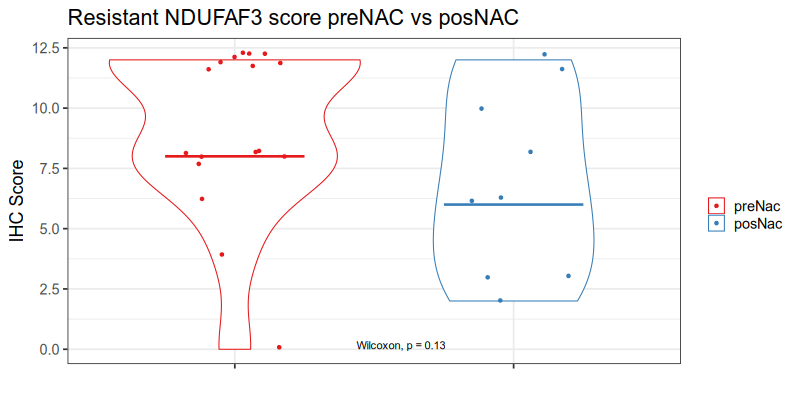 Resistant NDUFAF3 score preNAC vs posNAC
12.5
10.0
7.5
5.0
2.5
0.0
IHC Score
Wilcoxon, p = 0.13
preNac
posNac